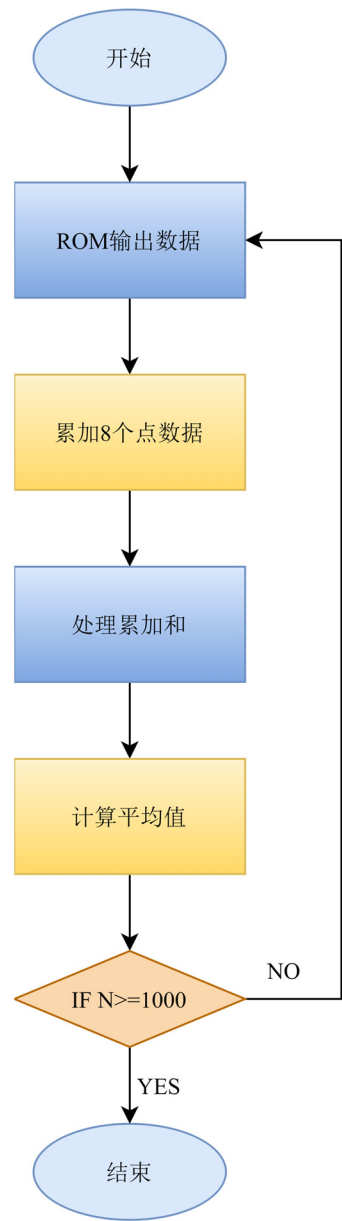 开始
ROM输出数据
累加8个点数据
处理累加和
计算平均值
IF N>=1000
NO
YES
结束